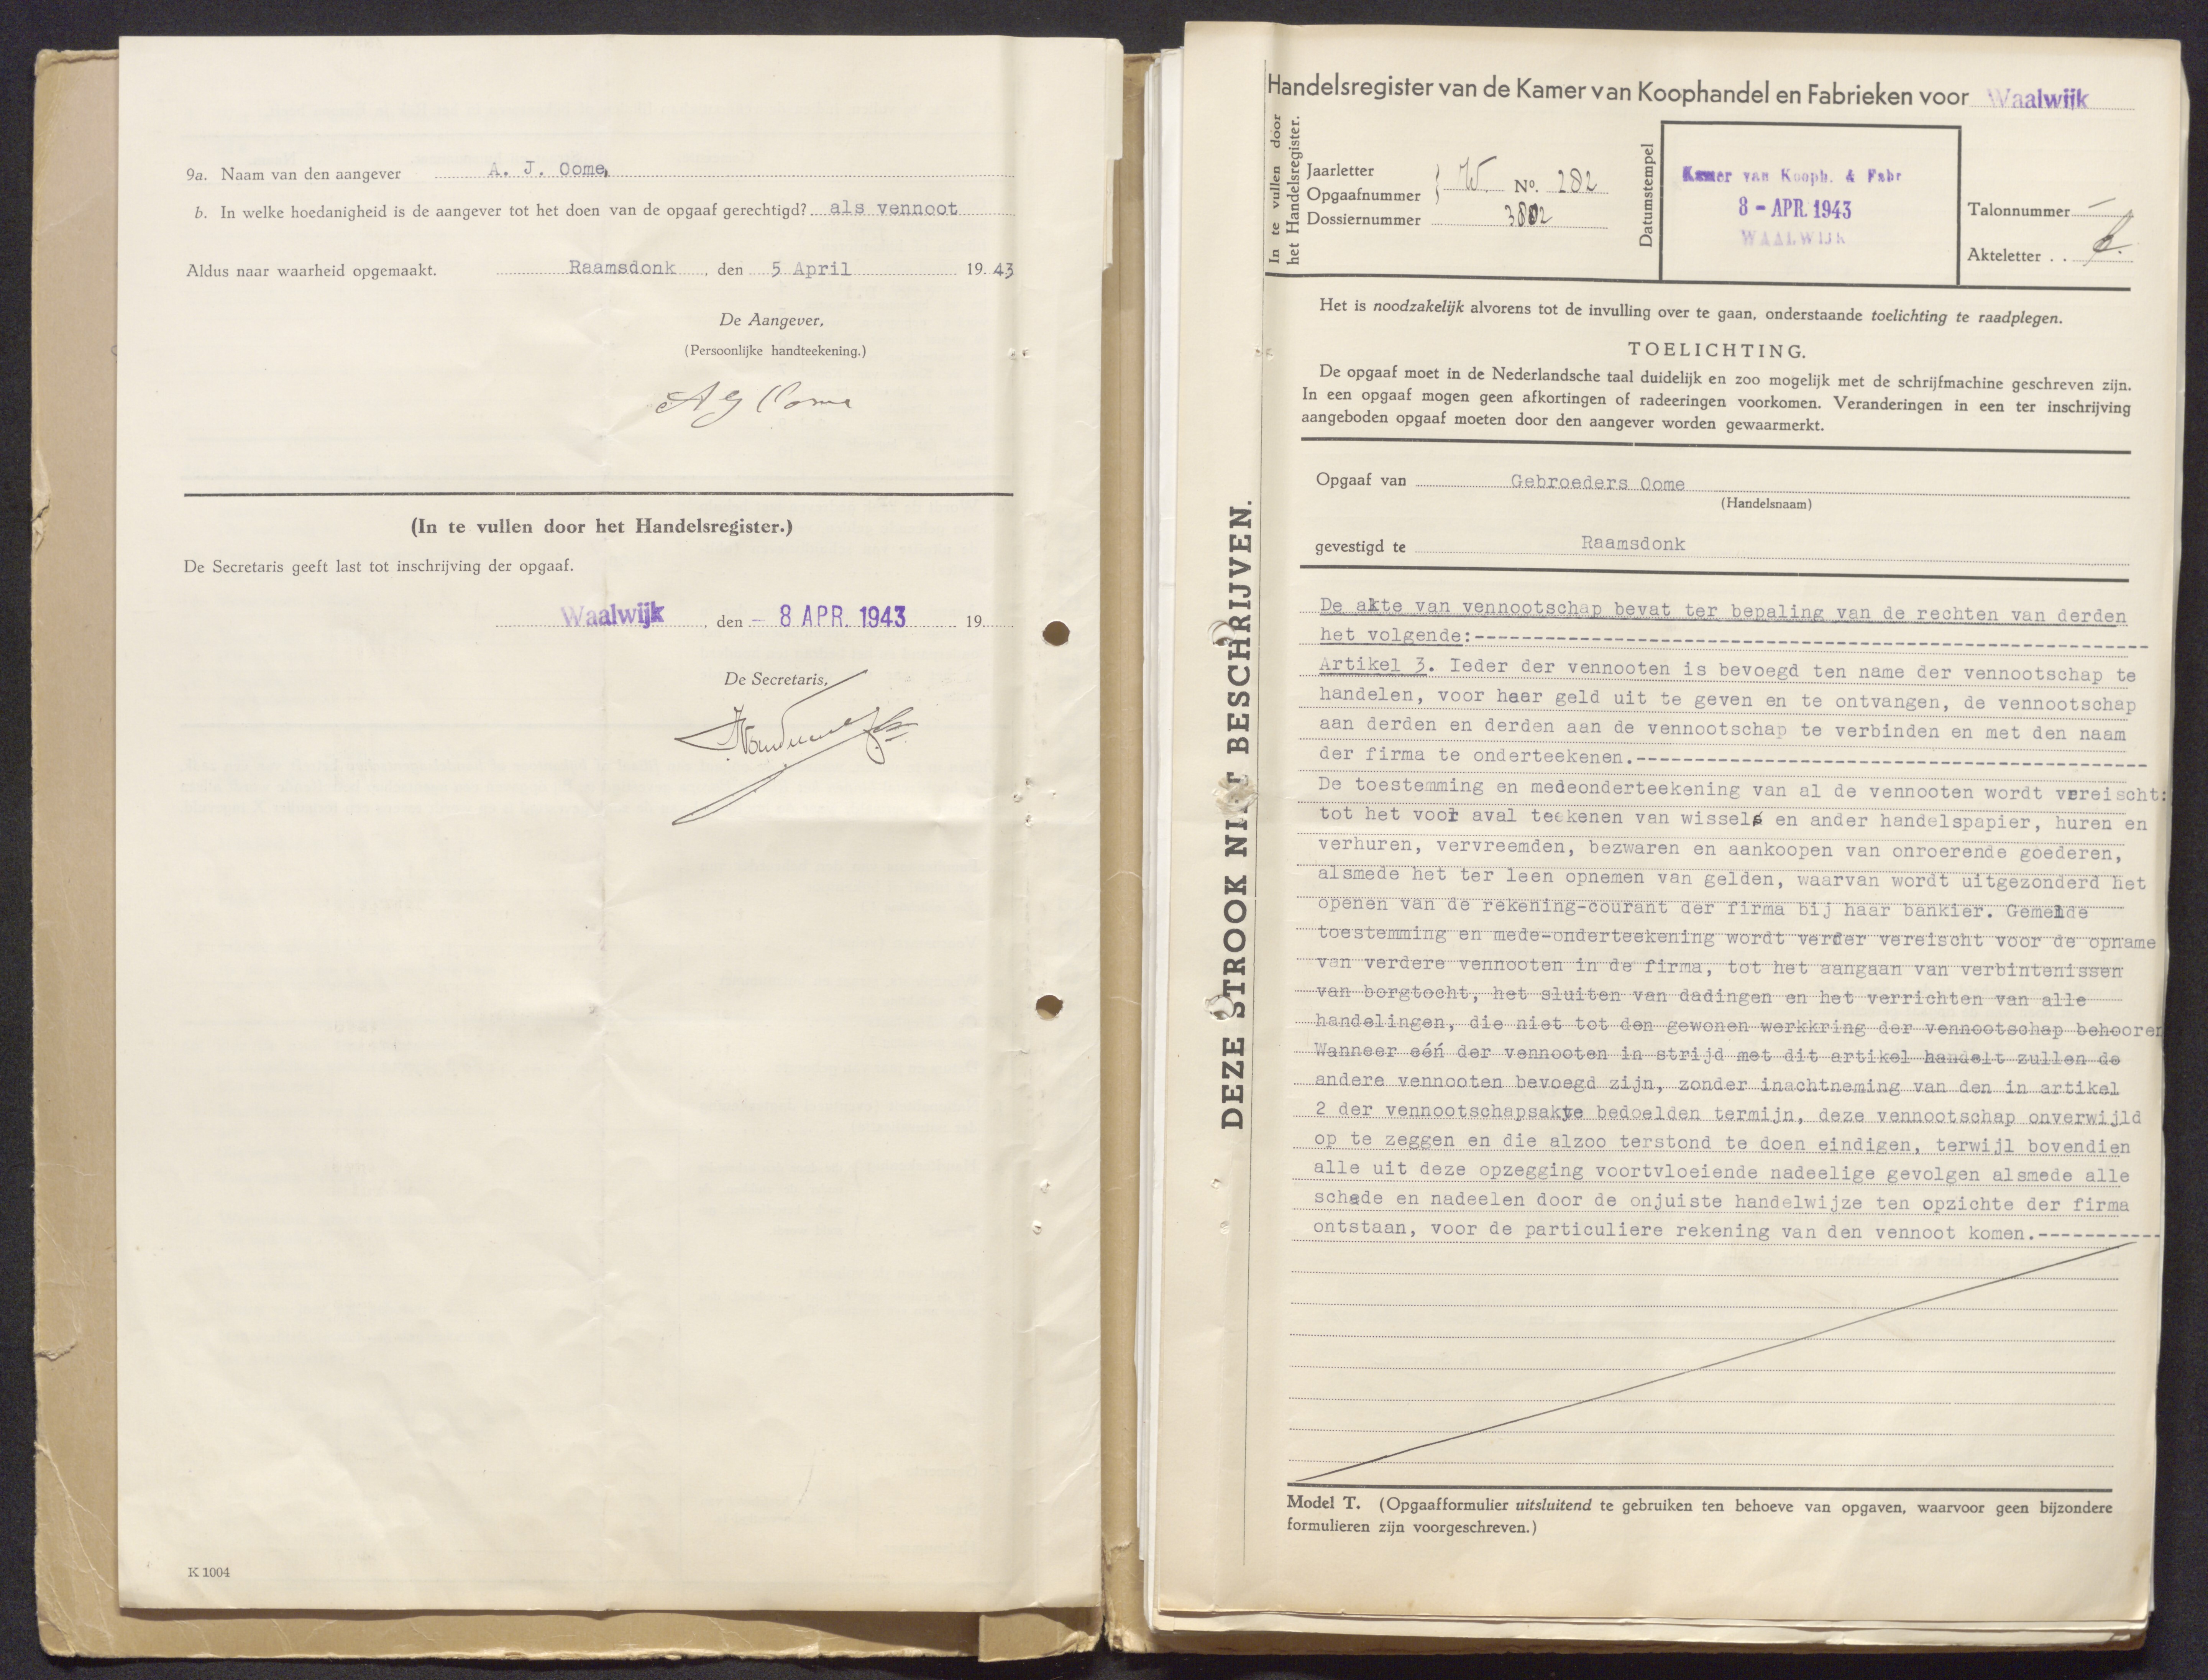 9a. Naam van den aangever A. J. Oome,
b. In welke hoedanigheid is de aangever tot het doen van de opgaaf gerechtigd? als vennoot
Aldus naar waarheid opgemaakt. Raamsdonk, den 5 April 19.43
De Aangever,
(Persoonlijke handteekening.)
A J Oome
(In te vullen door het Handelsregister.)
De Secretaris geeft last tot inschrijving der opgaaf.
Waalwijk, den - 8 APR. 1943 19
De Secretaris,
K 1004
DEZE STROOK NIET BESCHRIJVEN.
Handelsregister van de Kamer van Koophandel en Fabrieken voor Waalwijk
In te vullen door
het Handelsregister.
Jaarletter
Opgaafnummer W. No. 282
Dossiernummer 3802
Datumstempel
Kamer van Kooph. & Fabr
8 - APR. 1943
WAALWIJK
Talonnummer -
Akteletter . .
Het is noodzakelijk alvorens tot de invulling over te gaan, onderstaande toelichting te raadplegen.
TOELICHTING.
De opgaaf moet in de Nederlandsche taal duidelijk en zoo mogelijk met de schrijfmachine geschreven zijn.
In een opgaaf mogen geen afkortingen of radeeringen voorkomen. Veranderingen in een ter inschrijving
aangeboden opgaaf moeten door den aangever worden gewaarmerkt.
Opgaaf van Gebroeders Oome
(Handelsnaam)
gevestigd te Raamsdonk
De akte van vennootschap bevat ter bepaling van de rechten van derden
het volgende:----------------------------------------------------------
Artikel 3. Ieder der vennooten is bevoegd ten name der vennootschap te
handelen, voor haar geld uit te geven en te ontvangen, de vennootschap
aan derden en derden aan de vennootschap te verbinden en met den naam
der firma te onderteekenen.--------------------------------------------
De toestemming en medeonderteekening van al de vennooten wordt vereischt:
tot het voor aval teekenen van wissels en ander handelspapier, huren en
verhuren, vervreemden, bezwaren en aankoopen van onroerende goederen,
alsmede het ter leen opnemen van gelden, waarvan wordt uitgezonderd het
openen van de rekening-courant der firma bij haar bankier. Gemelde
toestemming en mede-onderteekening wordt verder vereischt voor de opname
van verdere vennooten in de firma, tot het aangaan van verbintenissen
van borgtocht, het sluiten van dadingen en het verrichten van alle
handelingen, die niet tot den gewonen werkkring der vennootschap behooren
Wanneer eén der vennooten in strijd met dit artikel handelt zullen de
andere vennooten bevoegd zijn, zonder inachtneming van den in artikel
2 der vennootschapsakte bedoelden termijn, deze vennootschap onverwijld
op te zeggen en die alzoo terstond te doen eindigen, terwijl bovendien
alle uit deze opzegging voortvloeiende nadeelige gevolgen alsmede alle
schade en nadeelen door de onjuiste handelwijze ten opzichte der firma
ontstaan, voor de particuliere rekening van den vennoot komen.-----------
Model T. (Opgaafformulier uitsluitend te gebruiken ten behoeve van opgaven, waarvoor geen bijzondere
formulieren zijn voorgeschreven.)